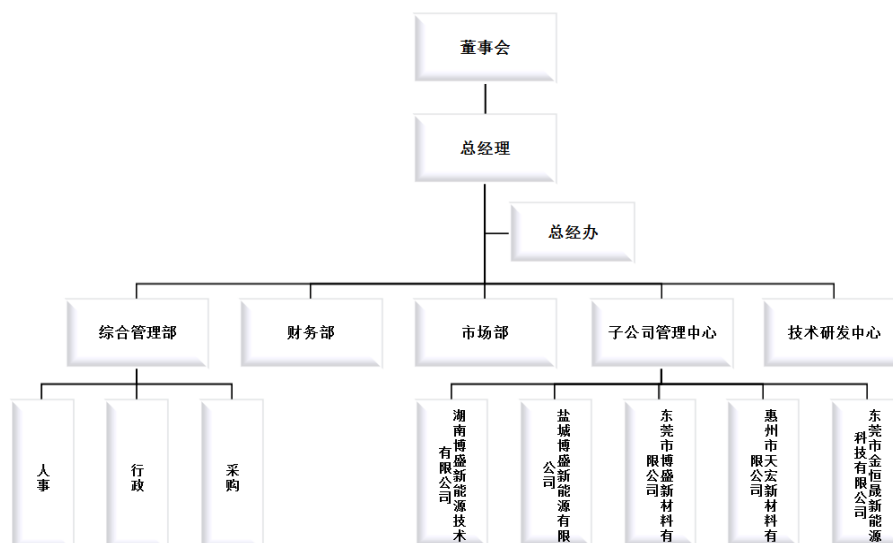 董事会
总经理
总经办
综合管理部
财务部
市场部
子公司管理中心
技术研发中心
人事
行政
采购
湖南博盛新能源技术
有限公司
盐城博盛新能源有限
公司
东莞市博盛新材料有
限公司
惠州市天宏新材料有
限公司
东莞市金恒晟新能源
科技有限公司